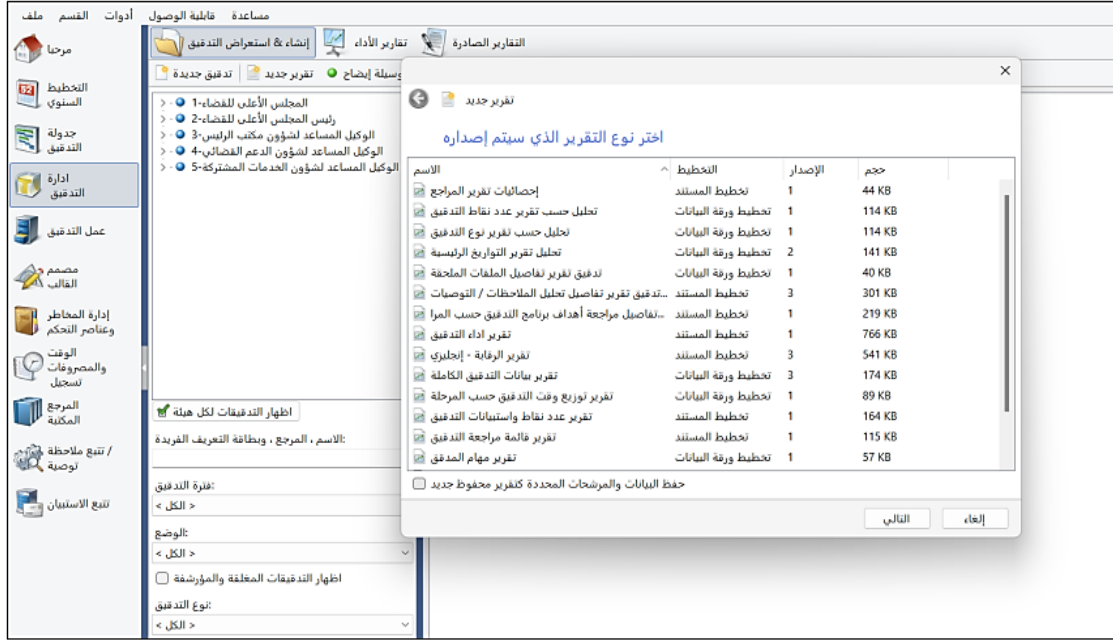 ملف القسم أدوات قابلية الوصول مساعدة
مرحبا
التخطيط
السنوي
جدولة
التدقيق
ادارة
التدقيق
عمل التدقيق
مصمم
القالب
إدارة المخاطر
وعناصر التحكم
الوقت
والمصروفات
تسجيل
المرجع
المكتبة
تتبع ملاحظة /
توصية
تتبع الاستبيان
إنشاء & استعراض التدقيق
تقارير الأداء
التقارير الصادرة
تدقيق جديدة
تقرير جديد
وسيلة إيضاح
المجلس الأعلى للقضاء-1
رئيس المجلس الأعلى للقضاء-2
الوكيل المساعد لشؤون مكتب الرئيس-3
الوكيل المساعد لشؤون الدعم القضائي-4
الوكيل المساعد لشؤون الخدمات المشتركة-5
اظهار التدقيقات لكل هيئة
الاسم ، المرجع ، وبطاقة التعريف الفريدة:
فترة التدقيق:
< الكل >
الوضع:
< الكل >
اظهار التدقيقات المغلقة والمؤرشفة
نوع التدقيق:
< الكل >
تقرير جديد
اختر نوع التقرير الذي سيتم إصداره
الاسم التخطيط الإصدار حجم
إحصائيات تقرير المراجع تخطيط المستند 1 44 KB
تحليل حسب تقرير عدد نقاط التدقيق تخطيط ورقة البيانات 1 114 KB
تحليل حسب تقرير نوع التدقيق تخطيط ورقة البيانات 1 114 KB
تحليل تقرير التواريخ الرئيسية تخطيط ورقة البيانات 2 141 KB
تدقيق تقرير تفاصيل الملفات الملحقة تخطيط ورقة البيانات 1 40 KB
تدقيق تقرير تفاصيل تحليل الملاحظات / التوصيات... تخطيط المستند 3 301 KB
تفاصيل مراجعة أهداف برنامج التدقيق حسب المرا... تخطيط المستند 1 219 KB
تقرير اداء التدقيق تخطيط المستند 1 766 KB
تقرير الرقابة - إنجليزي تخطيط المستند 3 541 KB
تقرير بيانات التدقيق الكاملة تخطيط ورقة البيانات 3 174 KB
تقرير توزيع وقت التدقيق حسب المرحلة تخطيط ورقة البيانات 1 89 KB
تقرير عدد نقاط واستبيانات التدقيق تخطيط المستند 1 164 KB
تقرير قائمة مراجعة التدقيق تخطيط المستند 1 115 KB
تقرير مهام المدقق تخطيط ورقة البيانات 1 57 KB
حفظ البيانات والمرشحات المحددة كتقرير محفوظ جديد
التالي
إلغاء